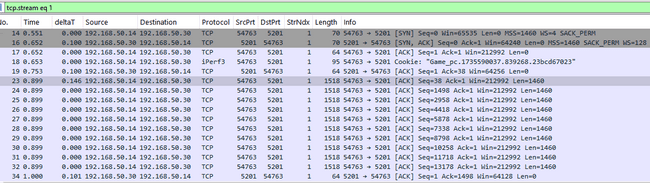 tcp.stream eq 1
No. Time deltaT Source Destination Protocol SrcPrt DstPrt StrNdx Length Info
14 0.551 0.000 192.168.50.14 192.168.50.30 TCP 54763 5201 1 70 54763 → 5201 [SYN] Seq=0 Win=65535 Len=0 MSS=1460 WS=4 SACK_PERM
16 0.652 0.100 192.168.50.30 192.168.50.14 TCP 5201 54763 1 70 5201 → 54763 [SYN, ACK] Seq=0 Ack=1 Win=64240 Len=0 MSS=1460 SACK_PERM WS=128
17 0.652 0.000 192.168.50.14 192.168.50.30 TCP 54763 5201 1 64 54763 → 5201 [ACK] Seq=1 Ack=1 Win=212992 Len=0
18 0.653 0.000 192.168.50.14 192.168.50.30 iPerf3 54763 5201 1 95 54763 → 5201 Cookie: "Game_pc.1735590037.839268.23bcd67023"
19 0.753 0.100 192.168.50.30 192.168.50.14 TCP 5201 54763 1 64 5201 → 54763 [ACK] Seq=1 Ack=38 Win=64256 Len=0
23 0.899 0.146 192.168.50.14 192.168.50.30 TCP 54763 5201 1 1518 54763 → 5201 [ACK] Seq=38 Ack=1 Win=212992 Len=1460
24 0.899 0.000 192.168.50.14 192.168.50.30 TCP 54763 5201 1 1518 54763 → 5201 [ACK] Seq=1498 Ack=1 Win=212992 Len=1460
25 0.899 0.000 192.168.50.14 192.168.50.30 TCP 54763 5201 1 1518 54763 → 5201 [ACK] Seq=2958 Ack=1 Win=212992 Len=1460
26 0.899 0.000 192.168.50.14 192.168.50.30 TCP 54763 5201 1 1518 54763 → 5201 [ACK] Seq=4418 Ack=1 Win=212992 Len=1460
27 0.899 0.000 192.168.50.14 192.168.50.30 TCP 54763 5201 1 1518 54763 → 5201 [ACK] Seq=5878 Ack=1 Win=212992 Len=1460
28 0.899 0.000 192.168.50.14 192.168.50.30 TCP 54763 5201 1 1518 54763 → 5201 [ACK] Seq=7338 Ack=1 Win=212992 Len=1460
29 0.899 0.000 192.168.50.14 192.168.50.30 TCP 54763 5201 1 1518 54763 → 5201 [ACK] Seq=8798 Ack=1 Win=212992 Len=1460
30 0.899 0.000 192.168.50.14 192.168.50.30 TCP 54763 5201 1 1518 54763 → 5201 [ACK] Seq=10258 Ack=1 Win=212992 Len=1460
31 0.899 0.000 192.168.50.14 192.168.50.30 TCP 54763 5201 1 1518 54763 → 5201 [ACK] Seq=11718 Ack=1 Win=212992 Len=1460
32 0.899 0.000 192.168.50.14 192.168.50.30 TCP 54763 5201 1 1518 54763 → 5201 [ACK] Seq=13178 Ack=1 Win=212992 Len=1460
34 1.000 0.101 192.168.50.30 192.168.50.14 TCP 5201 54763 1 64 5201 → 54763 [ACK] Seq=1 Ack=1498 Win=64128 Len=0